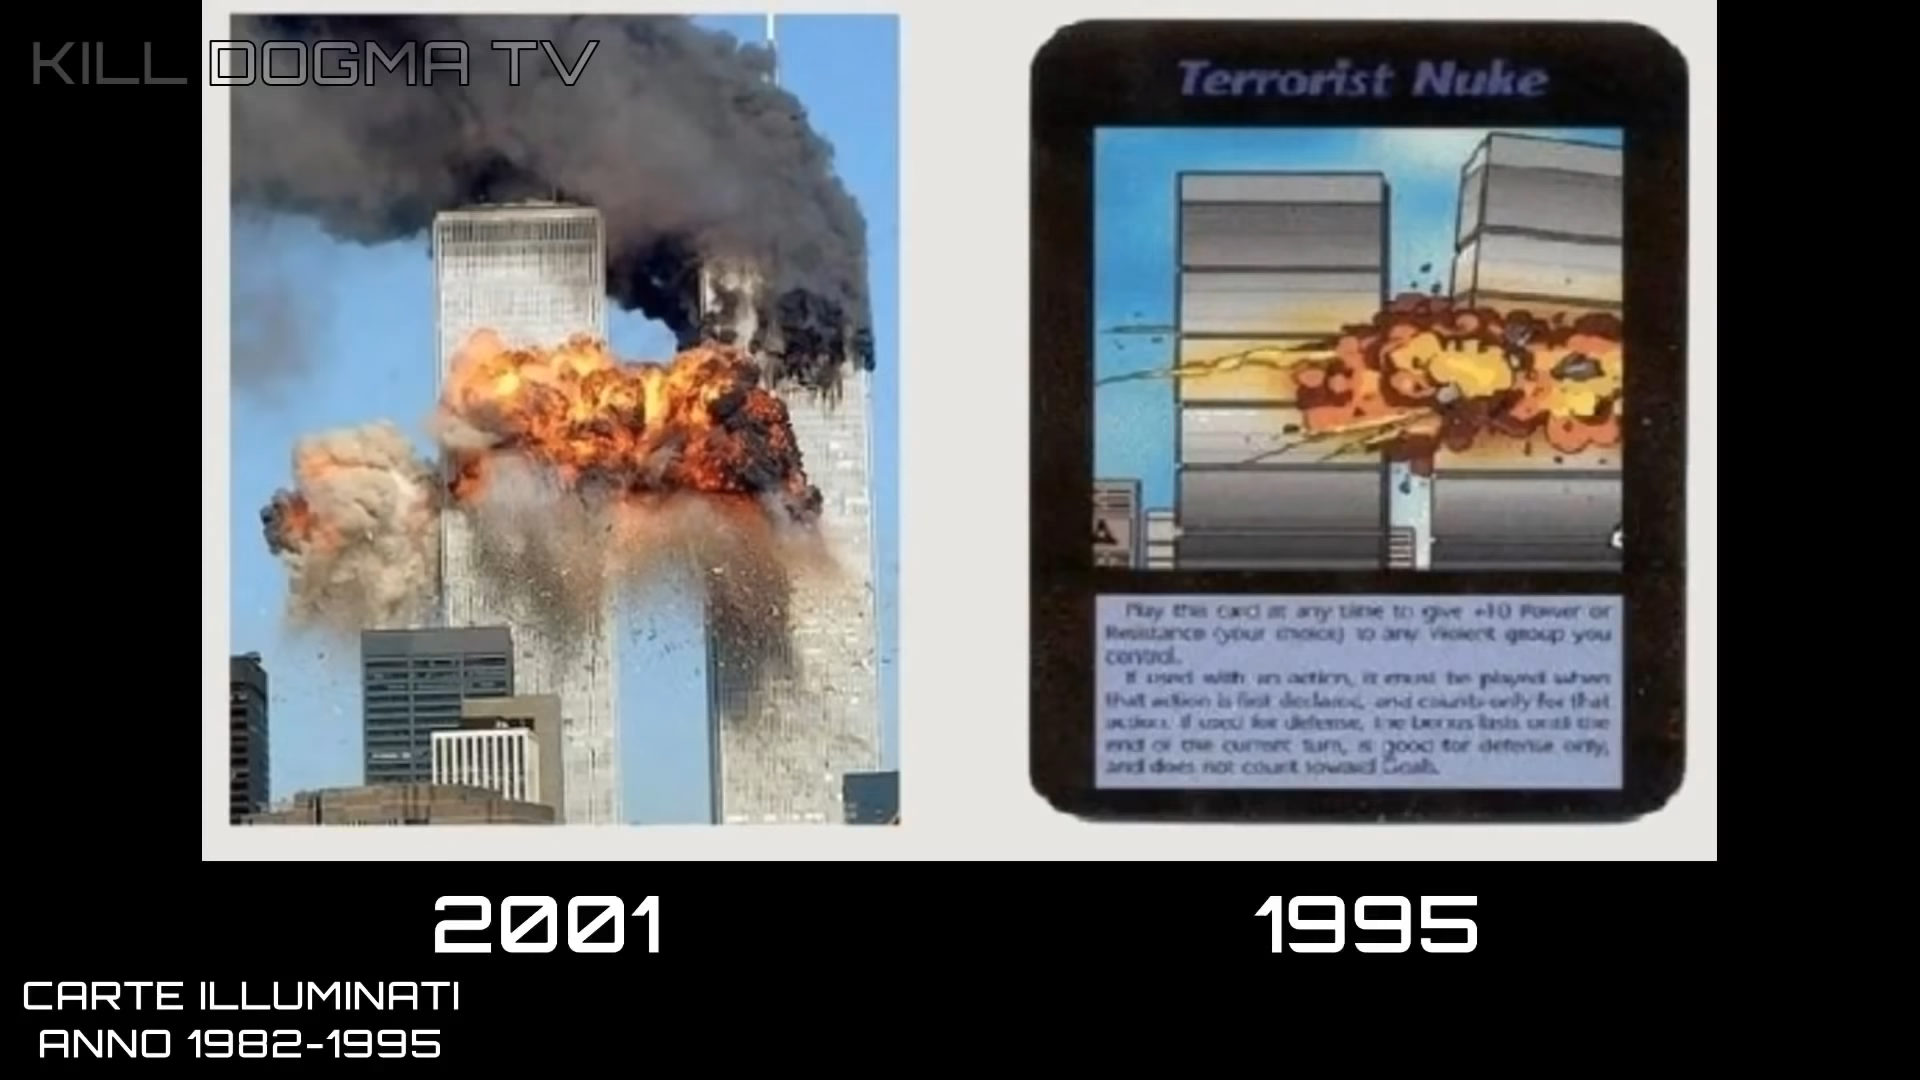 KILL DOGMA TV
Terrorist Nuke
Play this card at any time to give +10 Power or
Resistance (your choice) to any Violent group you
control.
If used with an action, it must be played when
that action is first declared, and counts only for that
action. If used for defense, the bonus lasts until the
end of the current turn, is good for defense only,
and does not count toward Goals.
2001
1995
CARTE ILLUMINATI
ANNO 1982-1995